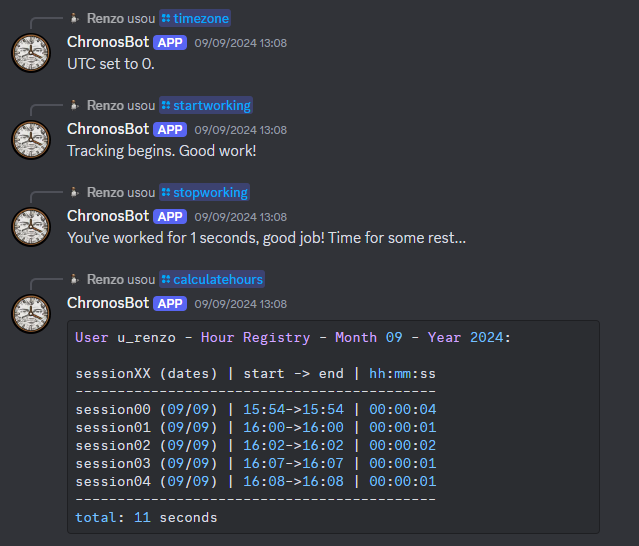 Renzo usou timezone
ChronosBot APP 09/09/2024 13:08
UTC set to 0.
Renzo usou startworking
ChronosBot APP 09/09/2024 13:08
Tracking begins. Good work!
Renzo usou stopworking
ChronosBot APP 09/09/2024 13:08
You've worked for 1 seconds, good job! Time for some rest...
Renzo usou calculatehours
ChronosBot APP 09/09/2024 13:08
User u_renzo - Hour Registry - Month 09 - Year 2024:
sessionXX (dates) | start -> end | hh:mm:ss
----------------------------------------------
session00 (09/09) | 15:54->15:54 | 00:00:04
session01 (09/09) | 16:00->16:00 | 00:00:01
session02 (09/09) | 16:02->16:02 | 00:00:02
session03 (09/09) | 16:07->16:07 | 00:00:01
session04 (09/09) | 16:08->16:08 | 00:00:01
----------------------------------------------
total: 11 seconds